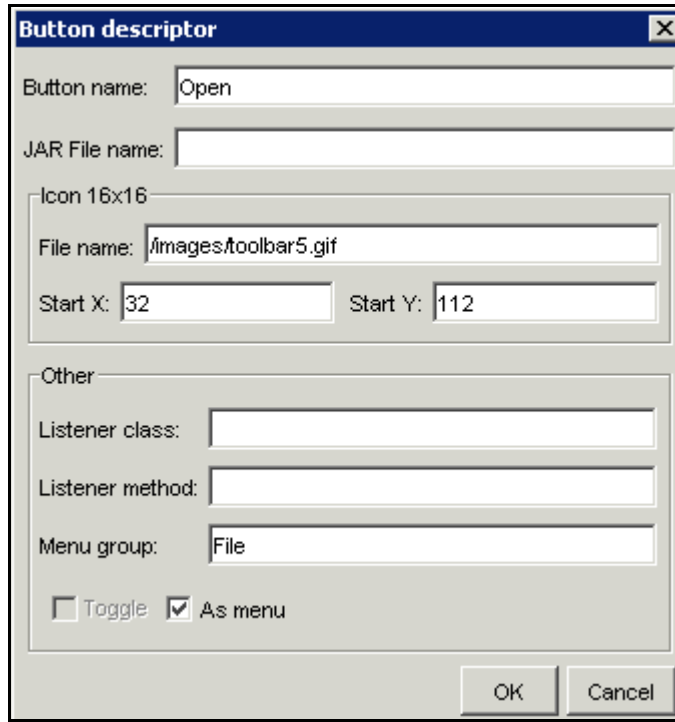 Button descriptor
Button name: Open
JAR File name:
Icon 16x16
File name: /images/toolbar5.gif
Start X: 32 Start Y: 112
Other
Listener class:
Listener method:
Menu group: File
Toggle As menu
OK Cancel